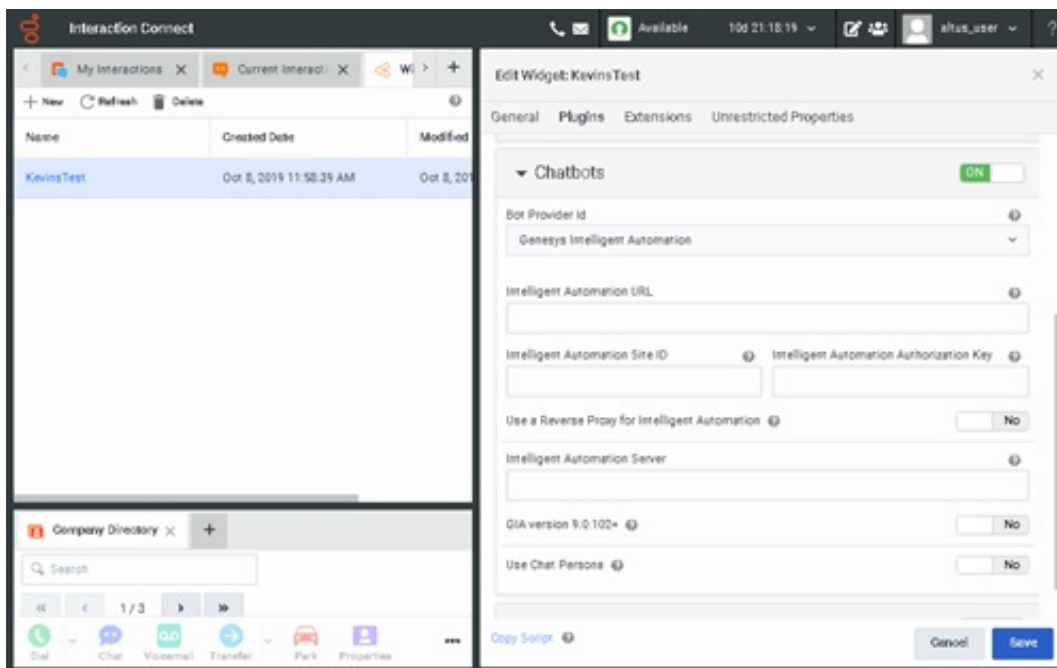 Interaction Connect
Available
10d 21:18:19
altus_user
?
My Interactions X
Current Interacti X
Wi
+
+ New Refresh Delete
Name Created Date Modified
KevinsTest Oct 8, 2019 11:58:39 AM Oct 8, 201
Company Directory X +
Search
« < 1 / 3 > »
Dial Chat Voicemail Transfer Park Properties ...
Edit Widget: KevinsTest X
General Plugins Extensions Unrestricted Properties
Chatbots ON
Bot Provider Id
Genesys Intelligent Automation
Intelligent Automation URL
Intelligent Automation Site ID Intelligent Automation Authorization Key
Use a Reverse Proxy for Intelligent Automation No
Intelligent Automation Server
GIA version 9.0.102+ No
Use Chat Persona No
Copy Script Cancel Save